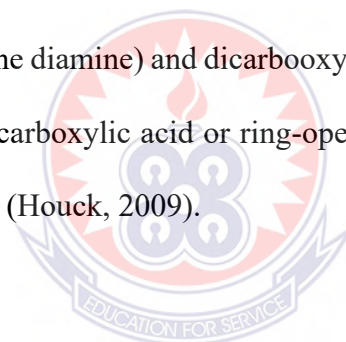 ne diamine) and dicarbooxy
carboxylic acid or ring-ope
(Houck, 2009).
EDUCATION FOR SERVICE